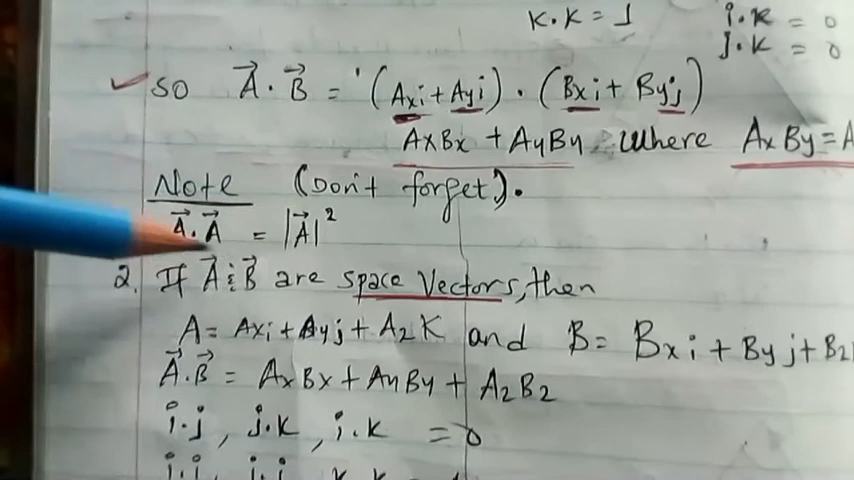 K.K = 1 i.K = 0
j.K = 0
so A⃗ . B⃗ = (Axi + Ayj) . (Bxi + Byj)
AxBx + AyBy where AxBy = A
Note (Don't forget).
A⃗.A⃗ = |A⃗|²
2. If A⃗ & B⃗ are space Vectors, then
A = Axi + Ayj + AzK and B = Bxi + Byj + Bz
A⃗.B⃗ = AxBx + AyBy + AzBz
i.j , j.K , i.K = 0
i.i , j.j K.K